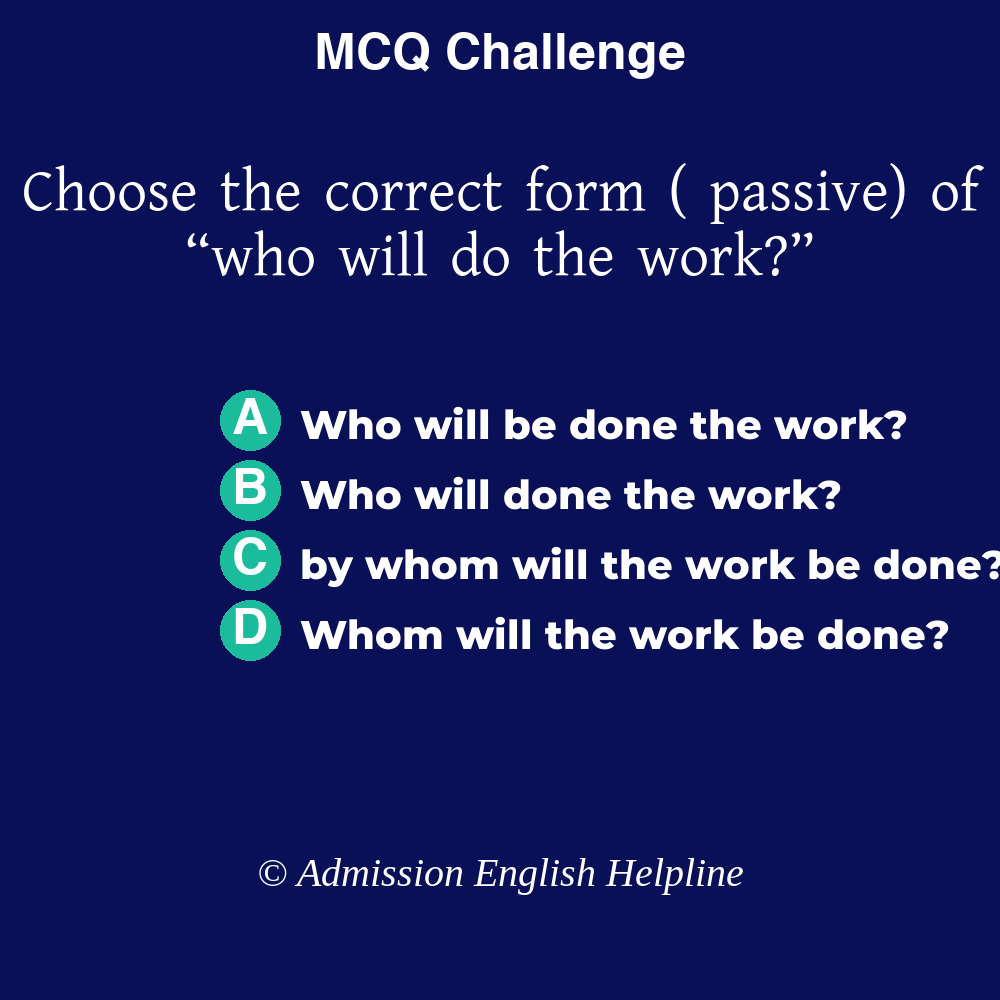 MCQ Challenge
Choose the correct form ( passive) of
“who will do the work?”
A Who will be done the work?
B Who will done the work?
C by whom will the work be done?
D Whom will the work be done?
© Admission English Helpline